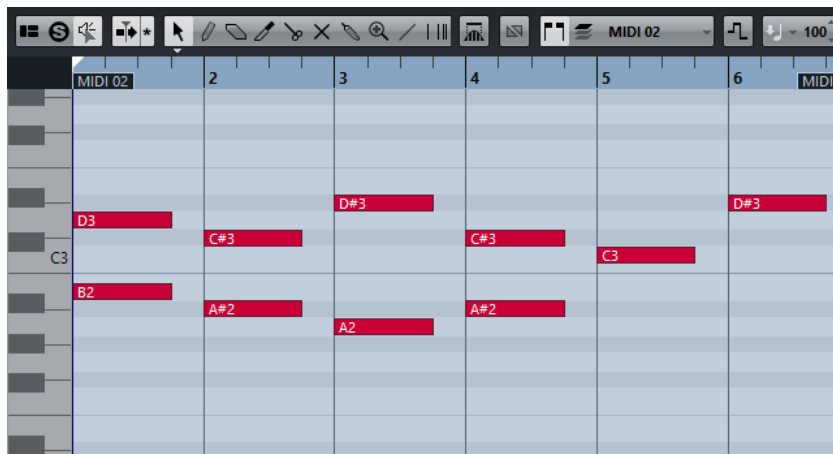 S * MIDI 02 100
MIDI 02 2 3 4 5 6 MIDI
D#3 D#3
D3
C#3 C#3
C3 C3
B2
A#2 A#2
A2